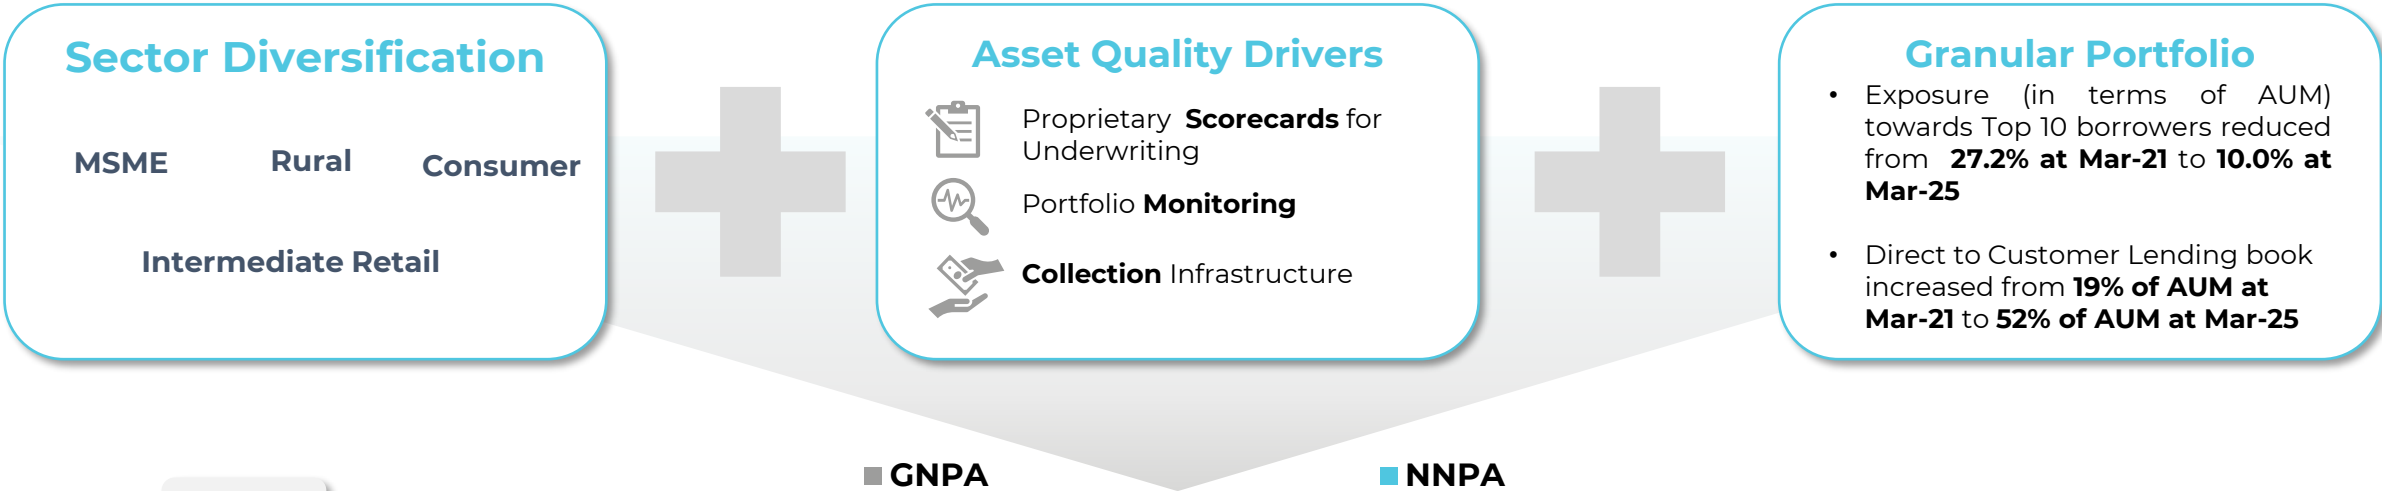 Sector Diversification
MSME
Rural
Consumer
Intermediate Retail
Asset Quality Drivers
Proprietary Scorecards for
Underwriting
Portfolio Monitoring
Collection Infrastructure
Granular Portfolio
• Exposure (in terms of AUM)
towards Top 10 borrowers reduced
from 27.2% at Mar-21 to 10.0% at
Mar-25
• Direct to Customer Lending book
increased from 19% of AUM at
Mar-21 to 52% of AUM at Mar-25
GNPA
NNPA